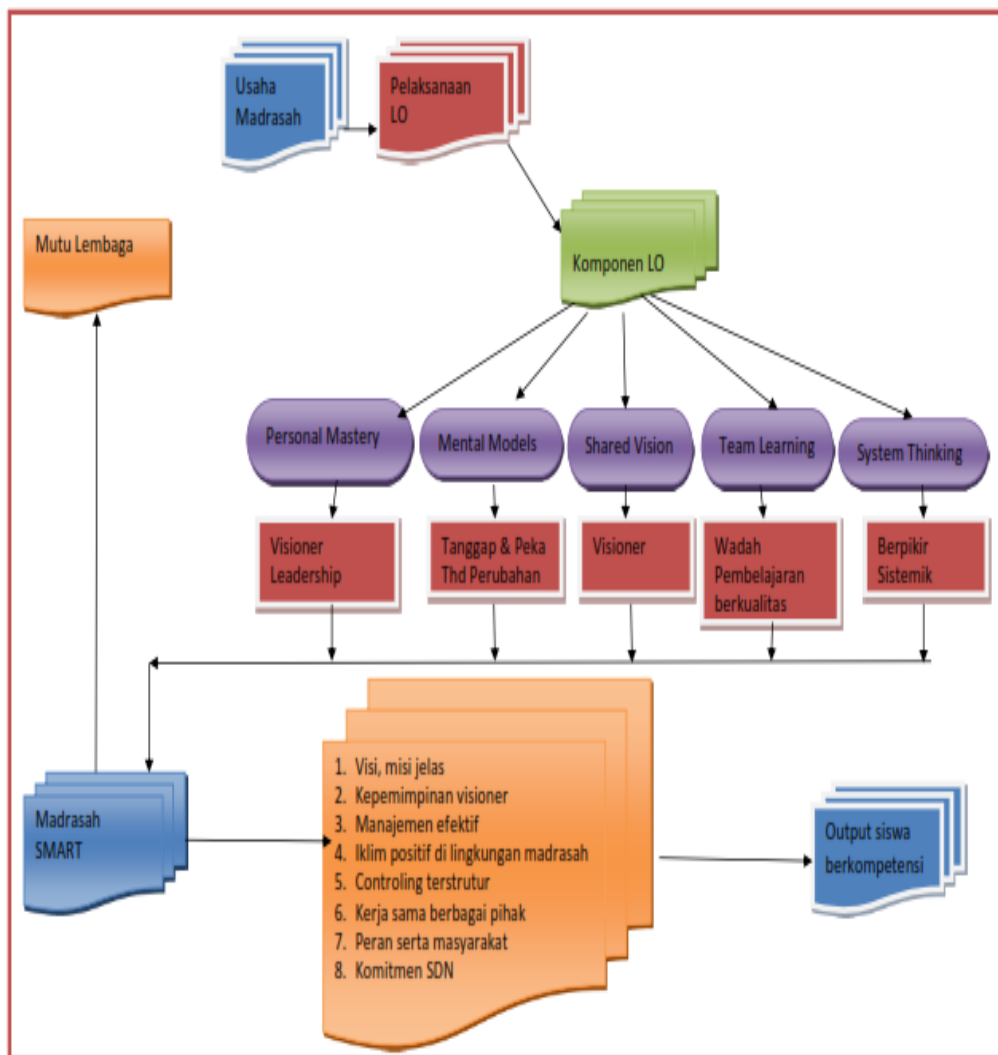 Usaha
Madrasah
Pelaksanaan
LO
Mutu Lembaga
Komponen LO
Personal Mastery
Mental Models
Shared Vision
Team Learning
System Thinking
Visioner
Leadership
Tanggap & Peka
Thd Perubahan
Visioner
Wadah
Pembelajaran
berkualitas
Berpikir
Sistemik
Madrasah
SMART
1. Visi, misi jelas
2. Kepemimpinan visioner
3. Manajemen efektif
4. Iklim positif di lingkungan madrasah
5. Controling terstrutur
6. Kerja sama berbagai pihak
7. Peran serta masyarakat
8. Komitmen SDN
Output siswa
berkompetensi